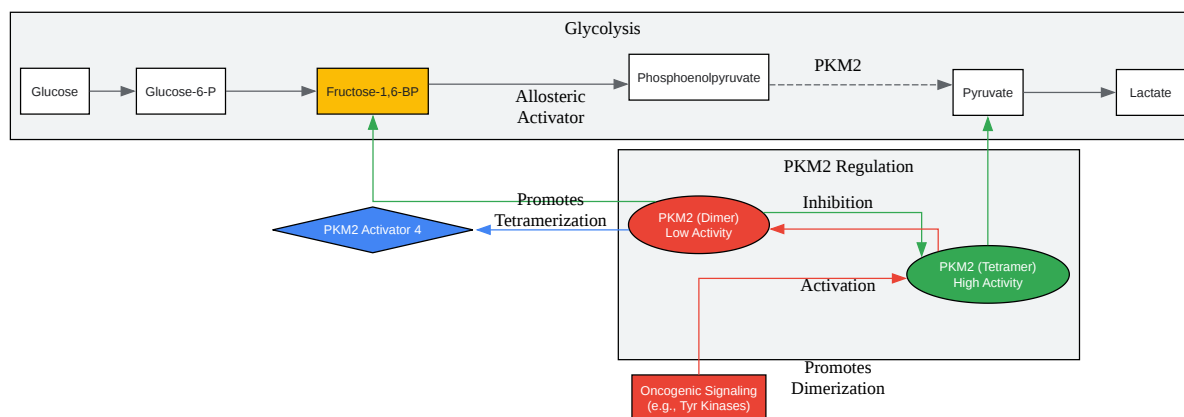 Glycolysis
Glucose
Glucose-6-P
Fructose-1,6-BP
Phosphoenolpyruvate
PKM2
Pyruvate
Lactate
Allosteric
Activator
PKM2 Regulation
Promotes
Tetramerization
PKM2 Activator 4
PKM2 (Dimer)
Low Activity
Inhibition
PKM2 (Tetramer)
High Activity
Activation
Promotes
Dimerization
Oncogenic Signaling
(e.g., Tyr Kinases)